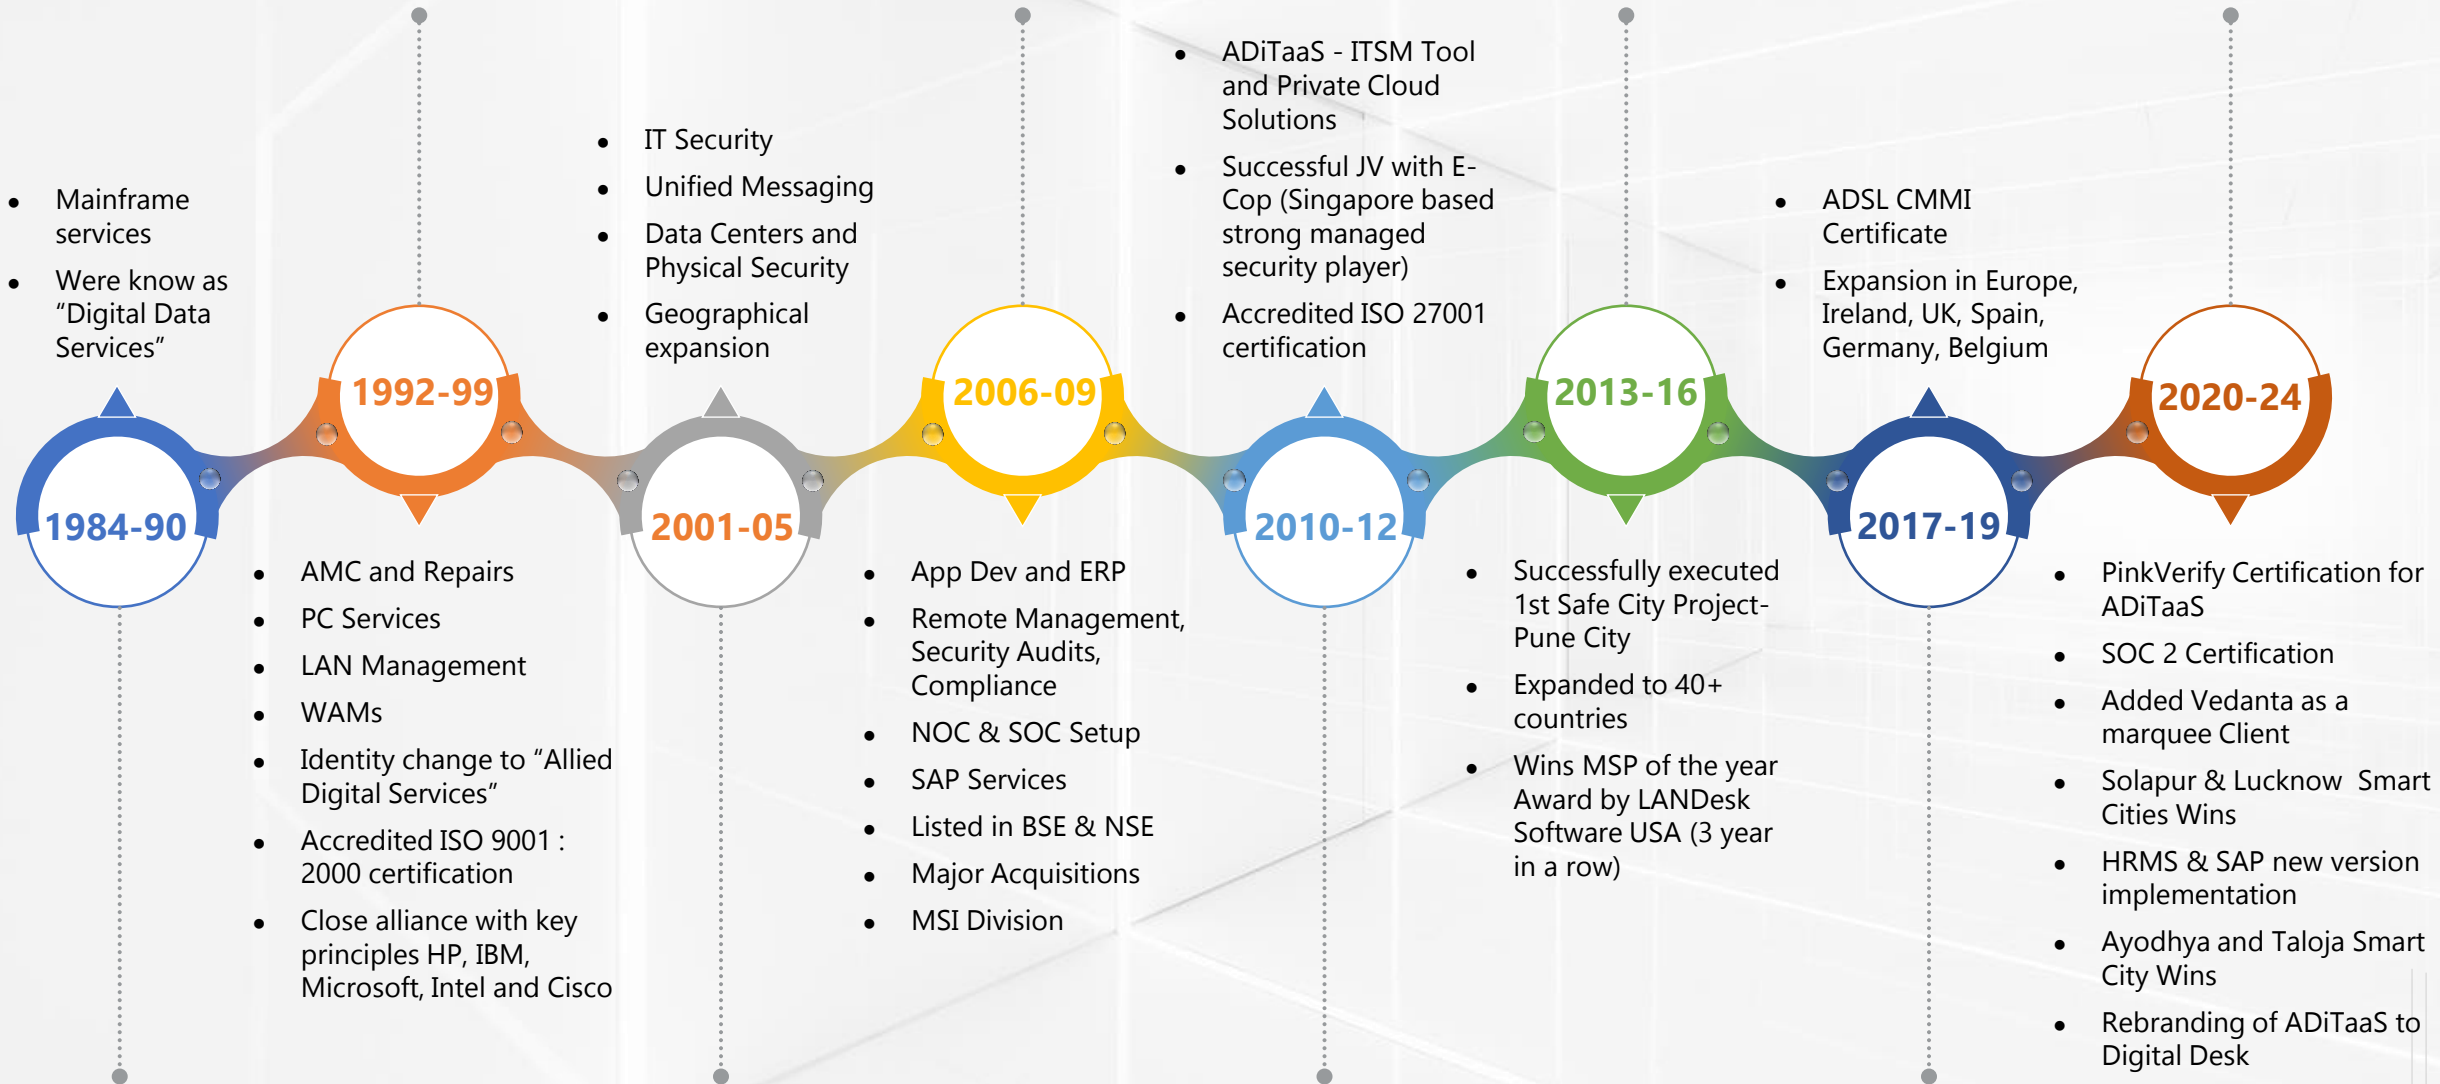 ● Mainframe
services
● Were know as
“Digital Data
Services”
1984-90
1992-99
● AMC and Repairs
● PC Services
● LAN Management
● WAMs
● Identity change to “Allied
Digital Services”
● Accredited ISO 9001 :
2000 certification
● Close alliance with key
principles HP, IBM,
Microsoft, Intel and Cisco
● IT Security
● Unified Messaging
● Data Centers and
Physical Security
● Geographical
expansion
2001-05
2006-09
● App Dev and ERP
● Remote Management,
Security Audits,
Compliance
● NOC & SOC Setup
● SAP Services
● Listed in BSE & NSE
● Major Acquisitions
● MSI Division
● ADiTaaS - ITSM Tool
and Private Cloud
Solutions
● Successful JV with E-
Cop (Singapore based
strong managed
security player)
● Accredited ISO 27001
certification
2010-12
2013-16
● Successfully executed
1st Safe City Project-
Pune City
● Expanded to 40+
countries
● Wins MSP of the year
Award by LANDesk
Software USA (3 year
in a row)
● ADSL CMMI
Certificate
● Expansion in Europe,
Ireland, UK, Spain,
Germany, Belgium
2017-19
2020-24
● PinkVerify Certification for
ADiTaaS
● SOC 2 Certification
● Added Vedanta as a
marquee Client
● Solapur & Lucknow Smart
Cities Wins
● HRMS & SAP new version
implementation
● Ayodhya and Taloja Smart
City Wins
● Rebranding of ADiTaaS to
Digital Desk